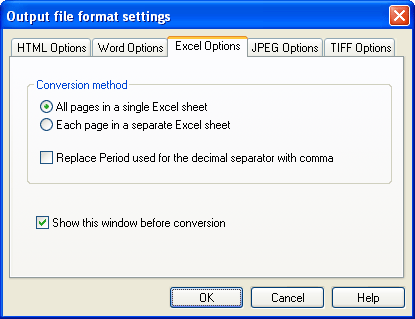 Output file format settings
HTML Options Word Options Excel Options JPEG Options TIFF Options
Conversion method
All pages in a single Excel sheet
Each page in a separate Excel sheet
Replace Period used for the decimal separator with comma
Show this window before conversion
OK Cancel Help